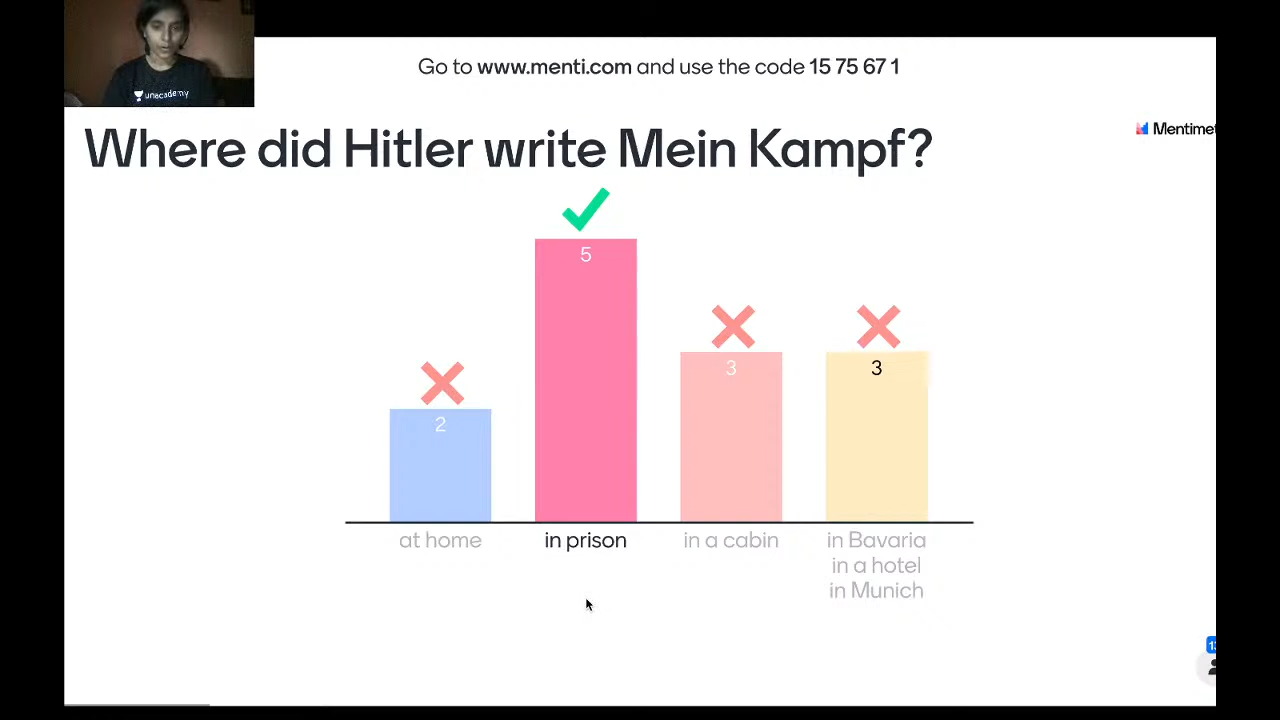 unacademy
Go to www.menti.com and use the code 15 75 67 1
Where did Hitler write Mein Kampf?
2
5
3
3
at home
in prison
in a cabin
in Bavaria
in a hotel
in Munich